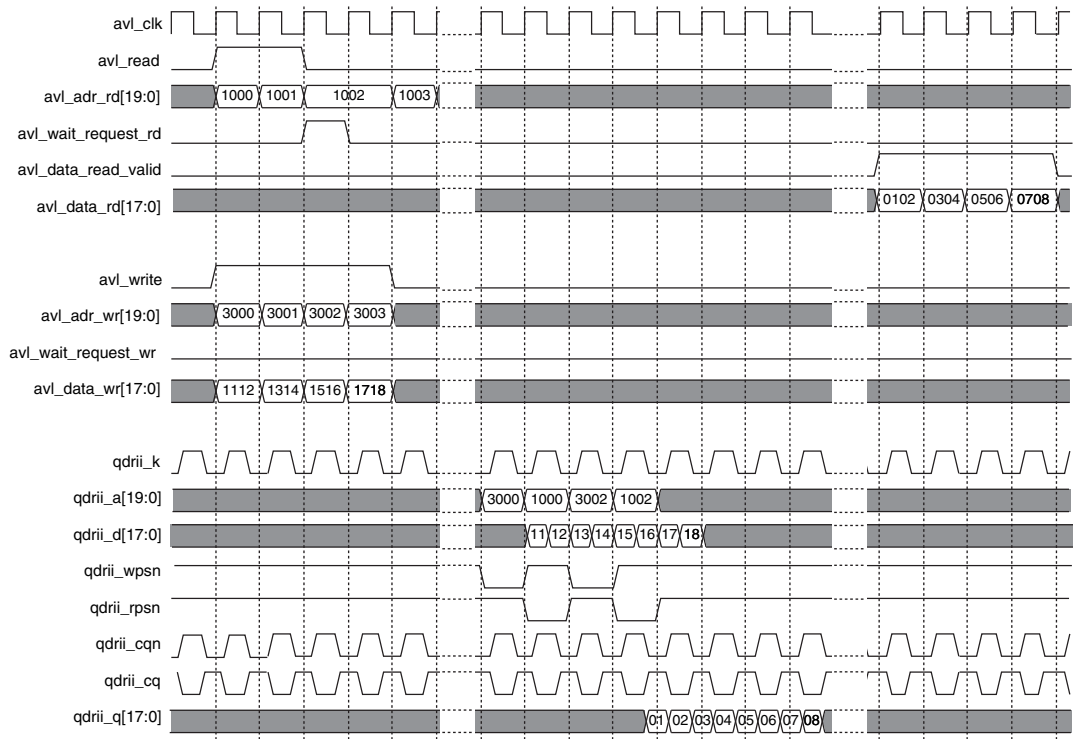 avl_clk
avl_read
avl_adr_rd[19:0] 1000 1001 1002 1003
avl_wait_request_rd
avl_data_read_valid
avl_data_rd[17:0] 0102 0304 0506 0708
avl_write
avl_adr_wr[19:0] 3000 3001 3002 3003
avl_wait_request_wr
avl_data_wr[17:0] 1112 1314 1516 1718
qdrii_k
qdrii_a[19:0] 3000 1000 3002 1002
qdrii_d[17:0] 11 12 13 14 15 16 17 18
qdrii_wpsn
qdrii_rpsn
qdrii_cqn
qdrii_cq
qdrii_q[17:0] 01 02 03 04 05 06 07 08